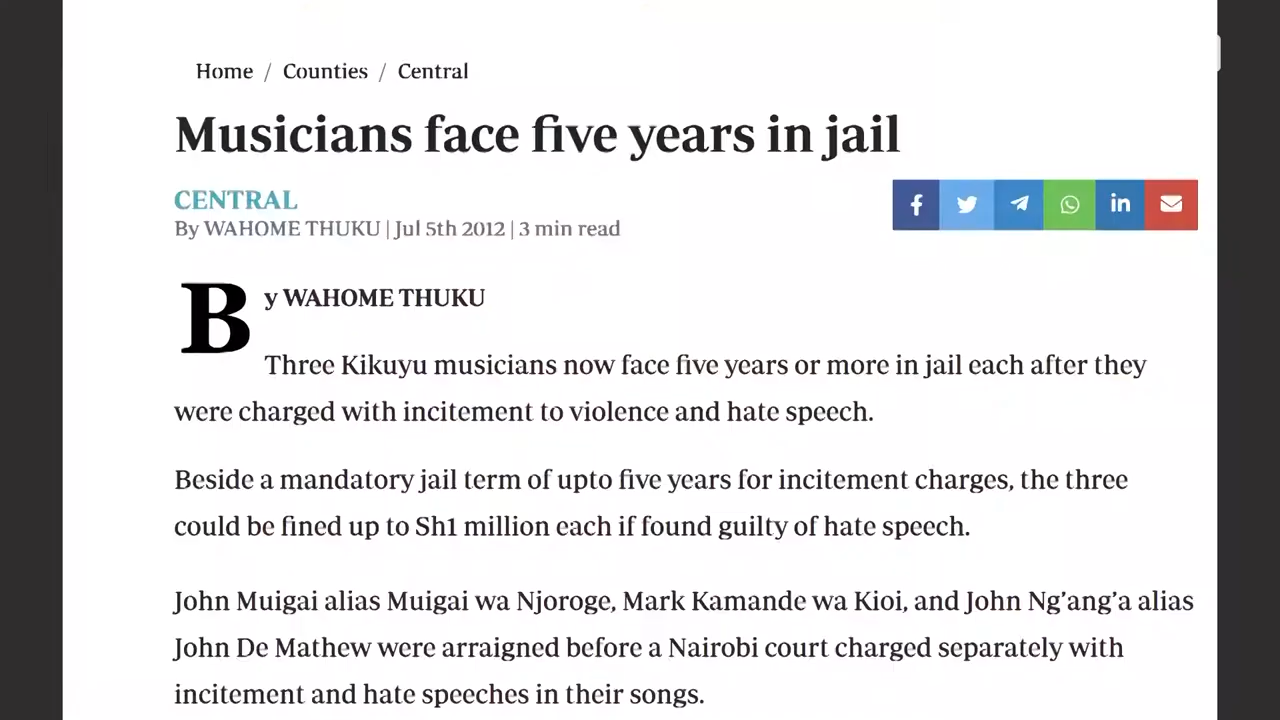 Home / Counties / Central
Musicians face five years in jail
CENTRAL
By WAHOME THUKU | Jul 5th 2012 | 3 min read
By WAHOME THUKU
Three Kikuyu musicians now face five years or more in jail each after they
were charged with incitement to violence and hate speech.
Beside a mandatory jail term of upto five years for incitement charges, the three
could be fined up to Sh1 million each if found guilty of hate speech.
John Muigai alias Muigai wa Njoroge, Mark Kamande wa Kioi, and John Ng’ang’a alias
John De Mathew were arraigned before a Nairobi court charged separately with
incitement and hate speeches in their songs.